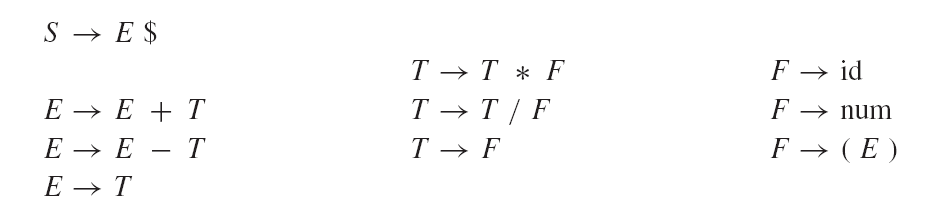 S → E $
T → T * F F → id
E → E + T T → T / F F → num
E → E − T T → F F → ( E )
E → T